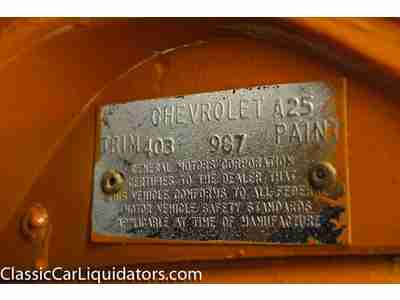 CHEVROLET A25
TRIM 403 987 PAINT
GENERAL MOTORS CORPORATION
CERTIFIES TO THE DEALER THAT
THIS VEHICLE CONFORMS TO ALL FEDERAL
MOTOR VEHICLE SAFETY STANDARDS
APPLICABLE AT TIME OF MANUFACTURE
ClassicCarLiquidators.com